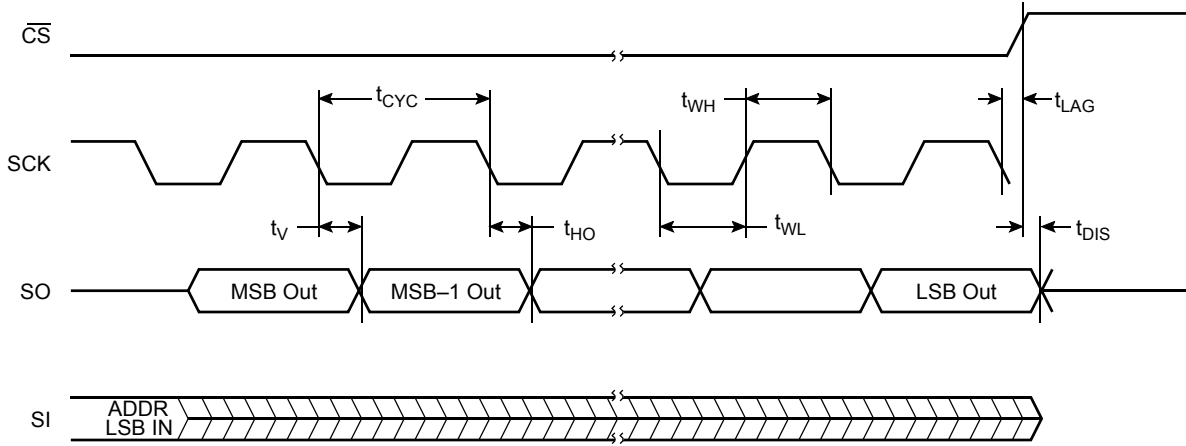 CS
tCYC
tWH
tLAG
SCK
tV
tHO
tWL
tDIS
SO
MSB Out
MSB–1 Out
LSB Out
SI
ADDR
LSB IN